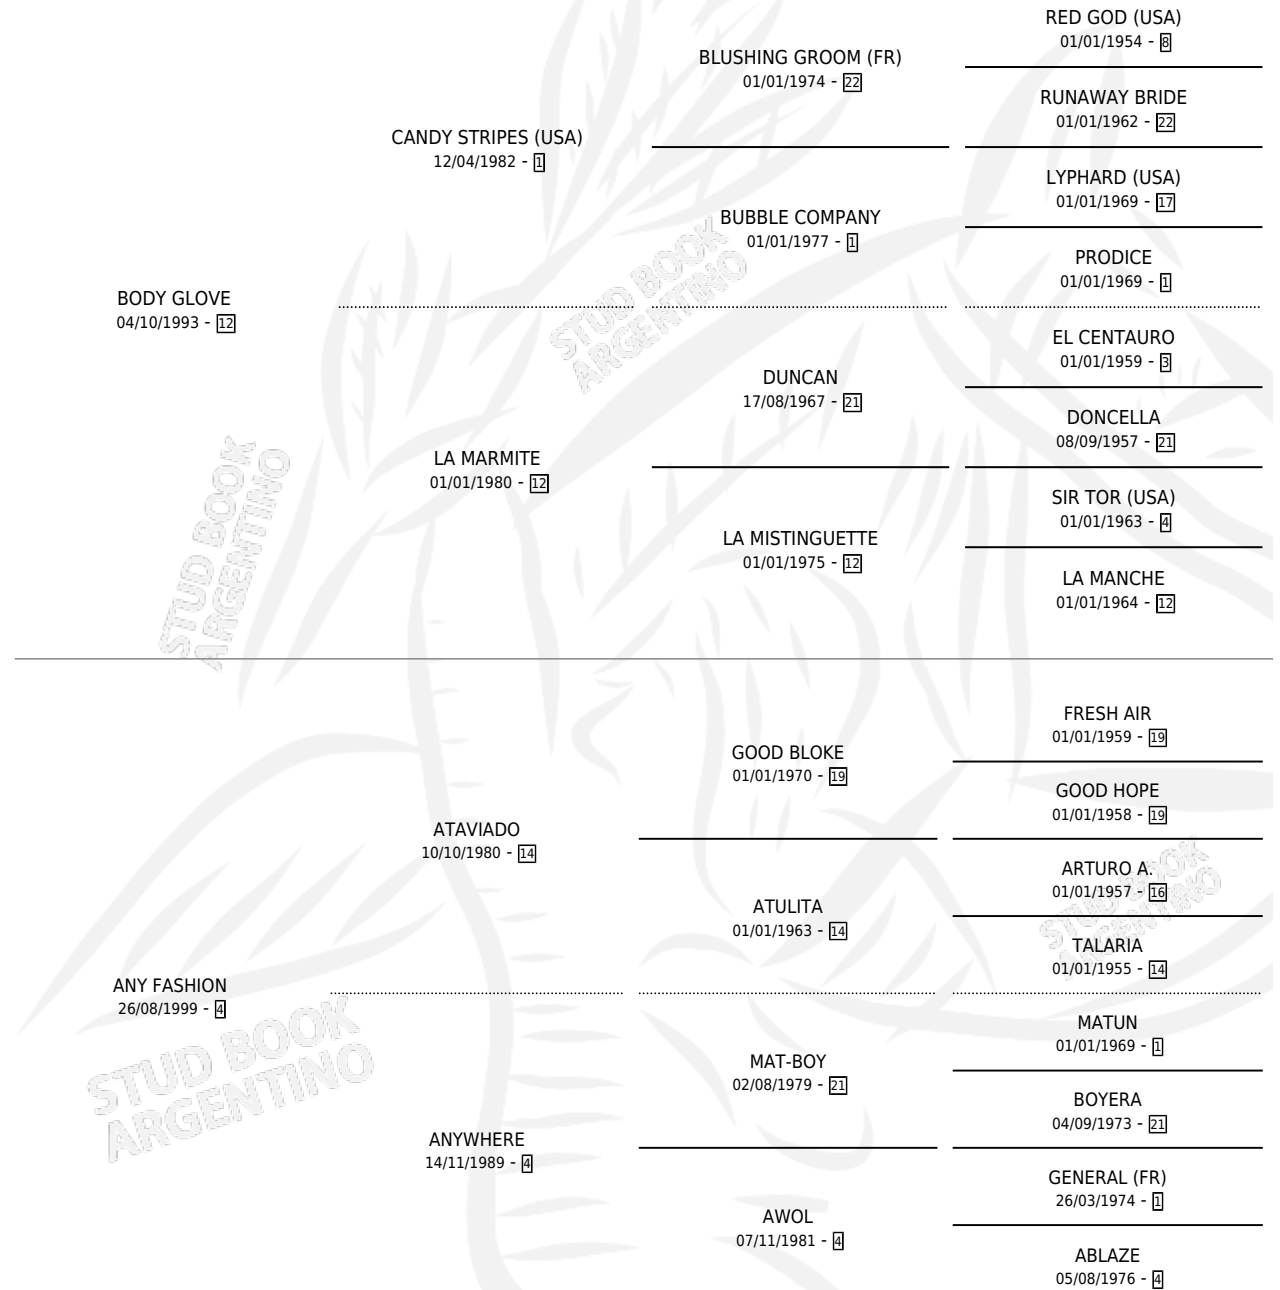 RED GOD (USA)
01/01/1954 - 8
BLUSHING GROOM (FR)
01/01/1974 - 22
RUNAWAY BRIDE
01/01/1962 - 22
CANDY STRIPES (USA)
12/04/1982 - 1
LYPHARD (USA)
01/01/1969 - 17
BUBBLE COMPANY
01/01/1977 - 1
PRODICE
01/01/1969 - 1
BODY GLOVE
04/10/1993 - 12
EL CENTAURO
01/01/1959 - 3
DUNCAN
17/08/1967 - 21
DONCELLA
08/09/1957 - 21
LA MARMITE
01/01/1980 - 12
SIR TOR (USA)
01/01/1963 - 4
LA MISTINGUETTE
01/01/1975 - 12
LA MANCHE
01/01/1964 - 12
STUD BOOK
ARGENTINO
STUD BOOK
ARGENTINO
FRESH AIR
01/01/1959 - 19
GOOD BLOKE
01/01/1970 - 19
GOOD HOPE
01/01/1958 - 19
ATAVIADO
10/10/1980 - 14
ARTURO A.
01/01/1957 - 16
ATULITA
01/01/1963 - 14
TALARIA
01/01/1955 - 14
ANY FASHION
26/08/1999 - 4
MATUN
01/01/1969 - 1
MAT-BOY
02/08/1979 - 21
BOYERA
04/09/1973 - 21
ANYWHERE
14/11/1989 - 4
GENERAL (FR)
26/03/1974 - 1
AWOL
07/11/1981 - 4
ABLAZE
05/08/1976 - 4
STUD BOOK
ARGENTINO
STUD BOOK
ARGENTINO